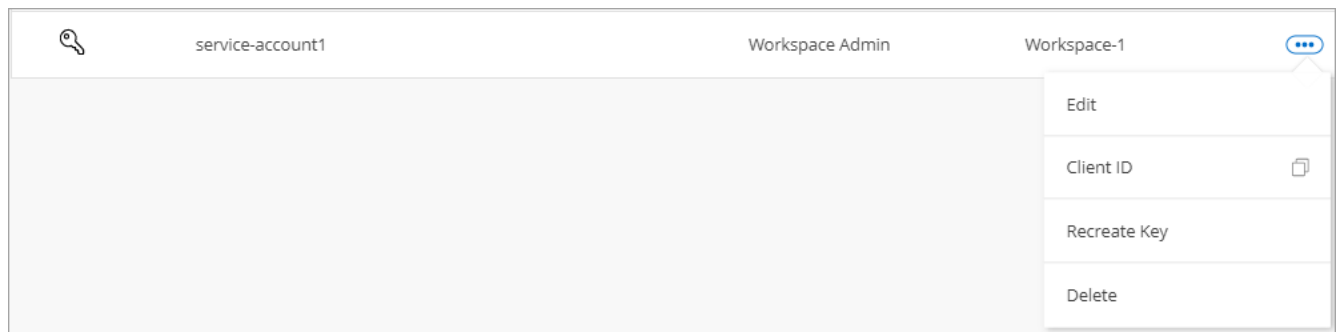 service-account1 Workspace Admin Workspace-1
Edit
Client ID
Recreate Key
Delete